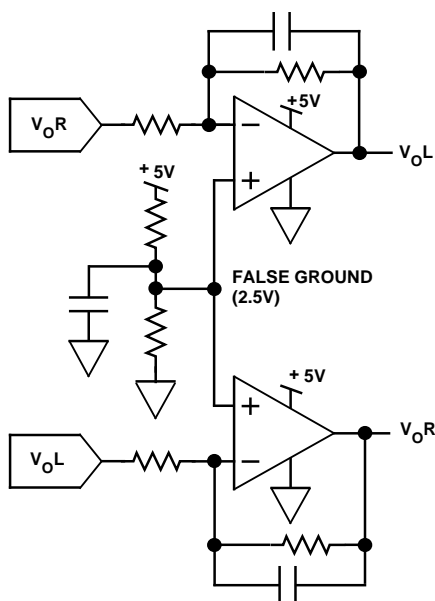 +5V
VOR
VOL
+ 5V
FALSE GROUND
(2.5V)
+ 5V
VOR
VOL